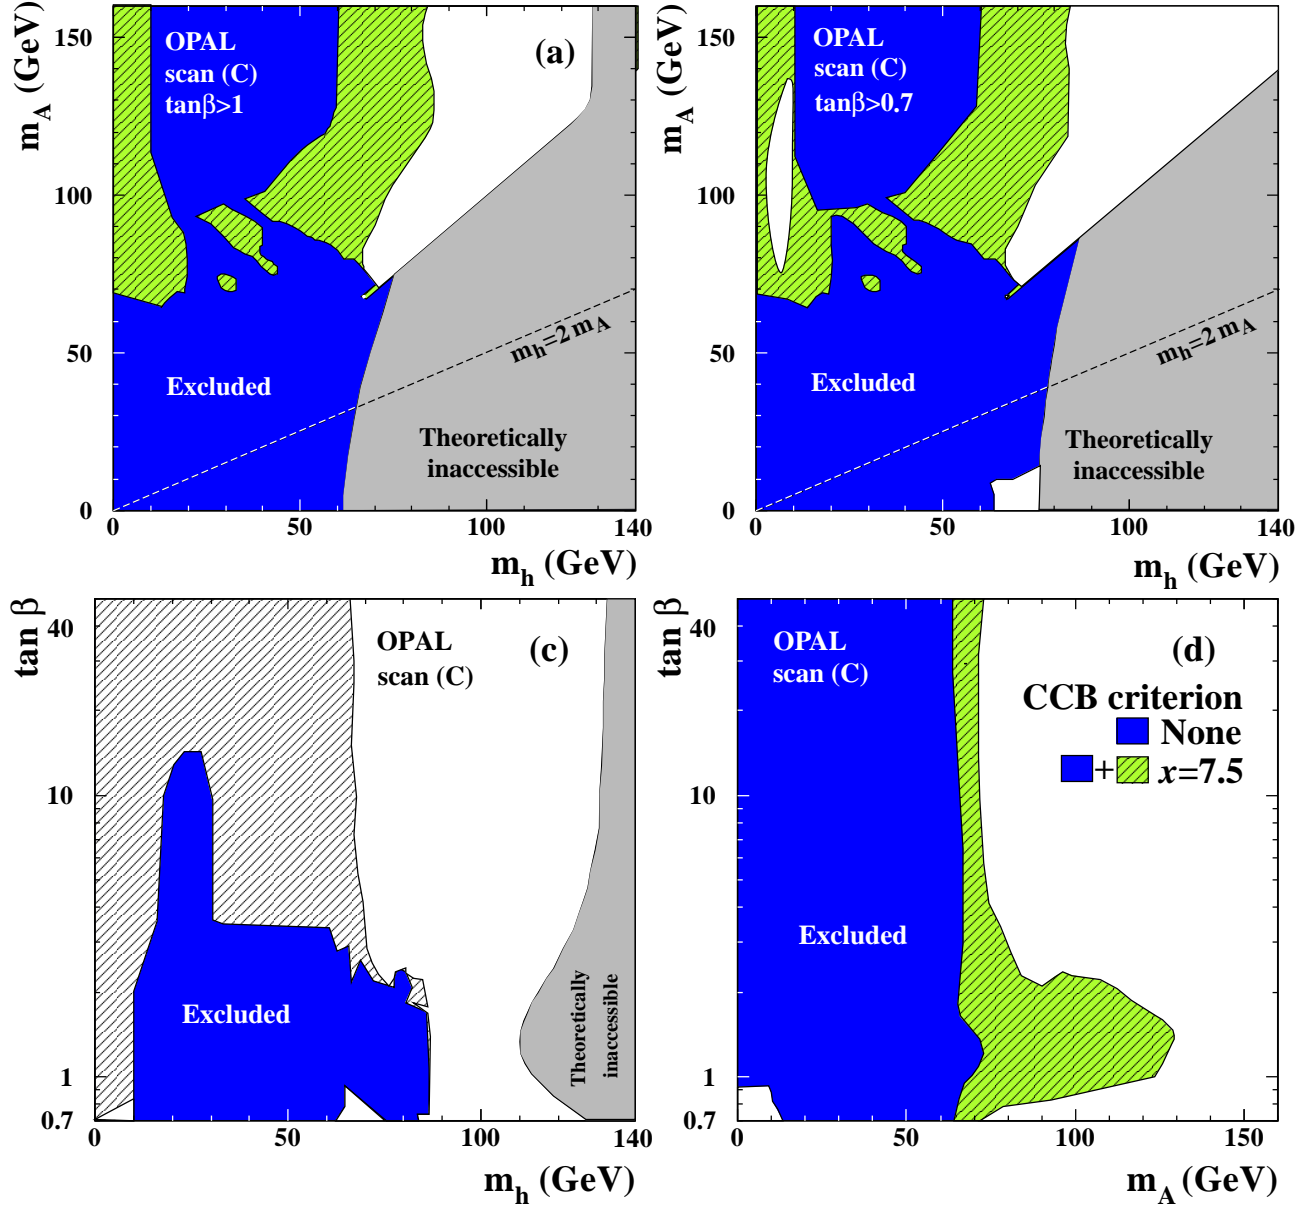 m_A (GeV)
150
100
50
0
OPAL
scan (C)
tanβ>1
(a)
m_h=2 m_A
Excluded
Theoretically
inaccessible
0 50 100 140
m_h (GeV)
m_A (GeV)
150
100
50
0
OPAL
scan (C)
tanβ>0.7
m_h=2 m_A
Excluded
Theoretically
inaccessible
0 50 100 140
m_h (GeV)
tan β
40
10
1
0.7
OPAL
scan (C)
(c)
Excluded
Theoretically
inaccessible
0 50 100 140
m_h (GeV)
tan β
40
10
1
0.7
OPAL
scan (C)
(d)
CCB criterion
None
+ x=7.5
Excluded
0 50 100 150
m_A (GeV)